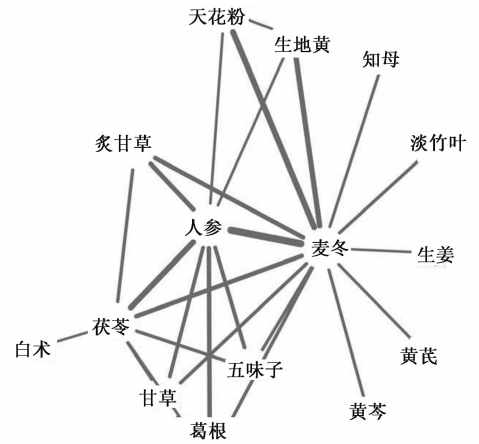 天花粉
生地黄
知母
炙甘草
淡竹叶
人参
麦冬
生姜
茯苓
白术
五味子
黄芪
甘草
黄芩
葛根